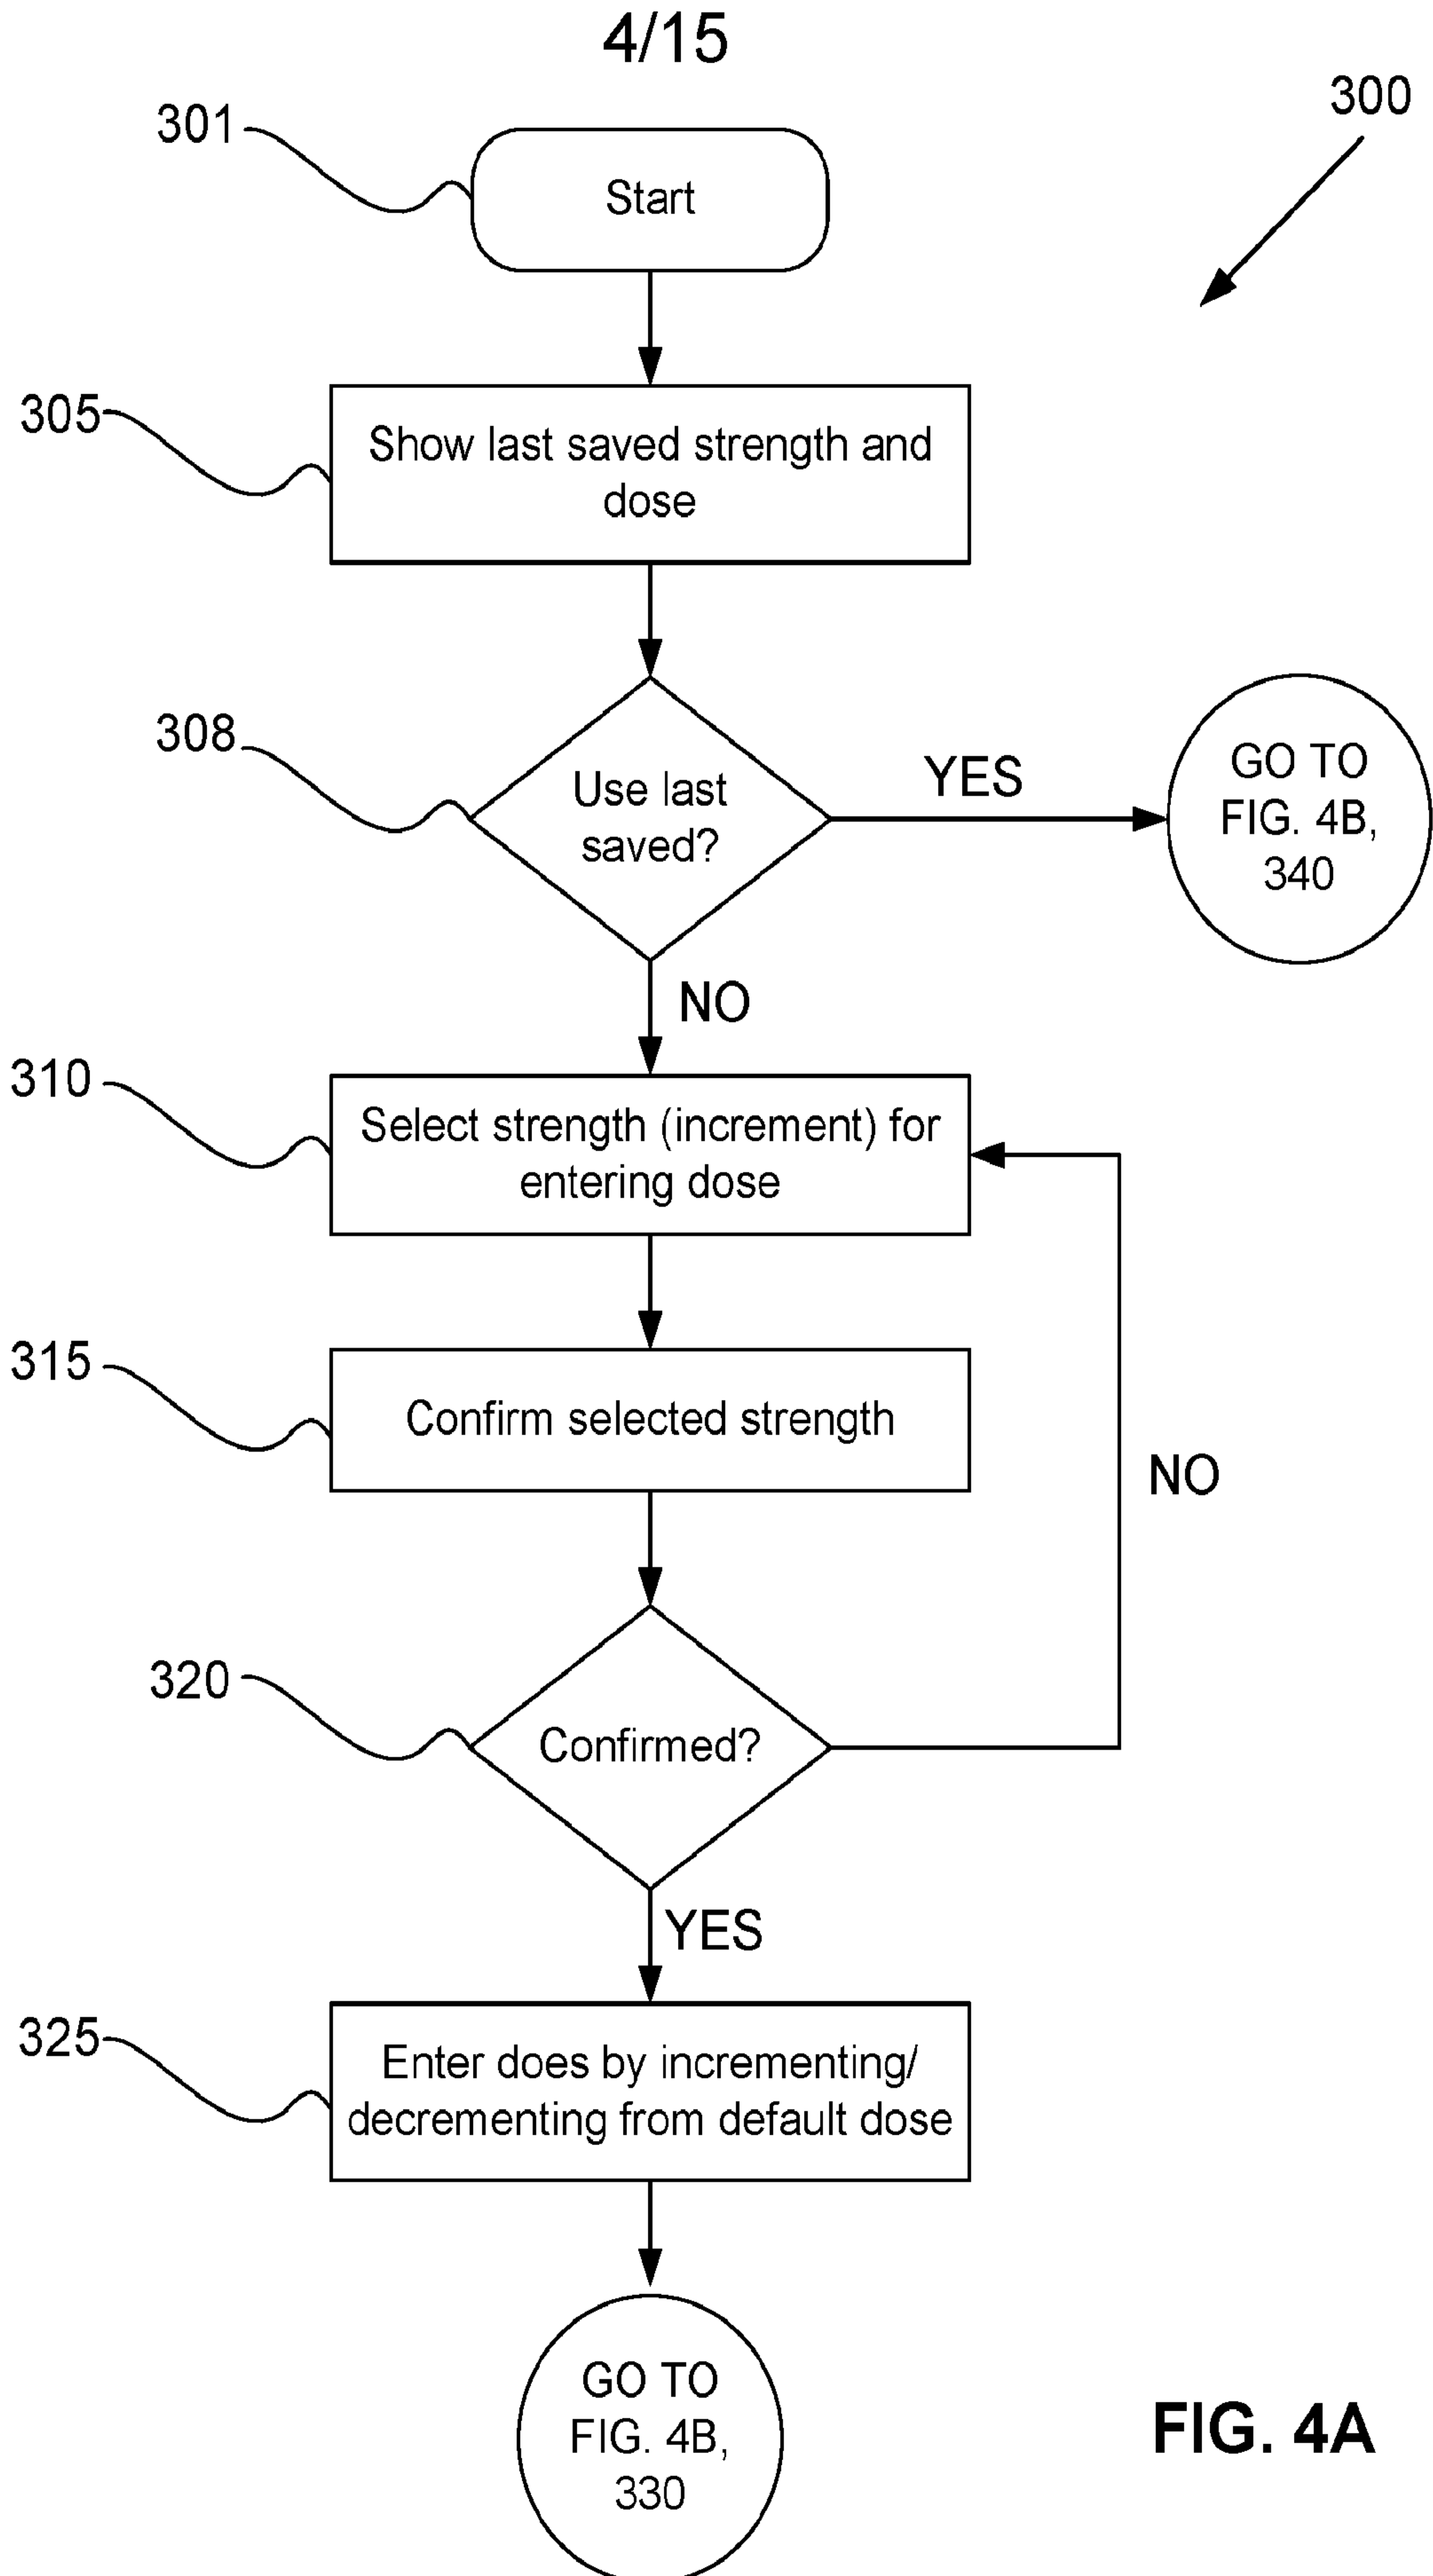 4/15
300
301
Start
305
Show last saved strength and
dose
308
Use last
saved?
YES
GO TO
FIG. 4B,
340
NO
310
Select strength (increment) for
entering dose
315
Confirm selected strength
NO
320
Confirmed?
YES
325
Enter does by incrementing/
decrementing from default dose
GO TO
FIG. 4B,
330
FIG. 4A